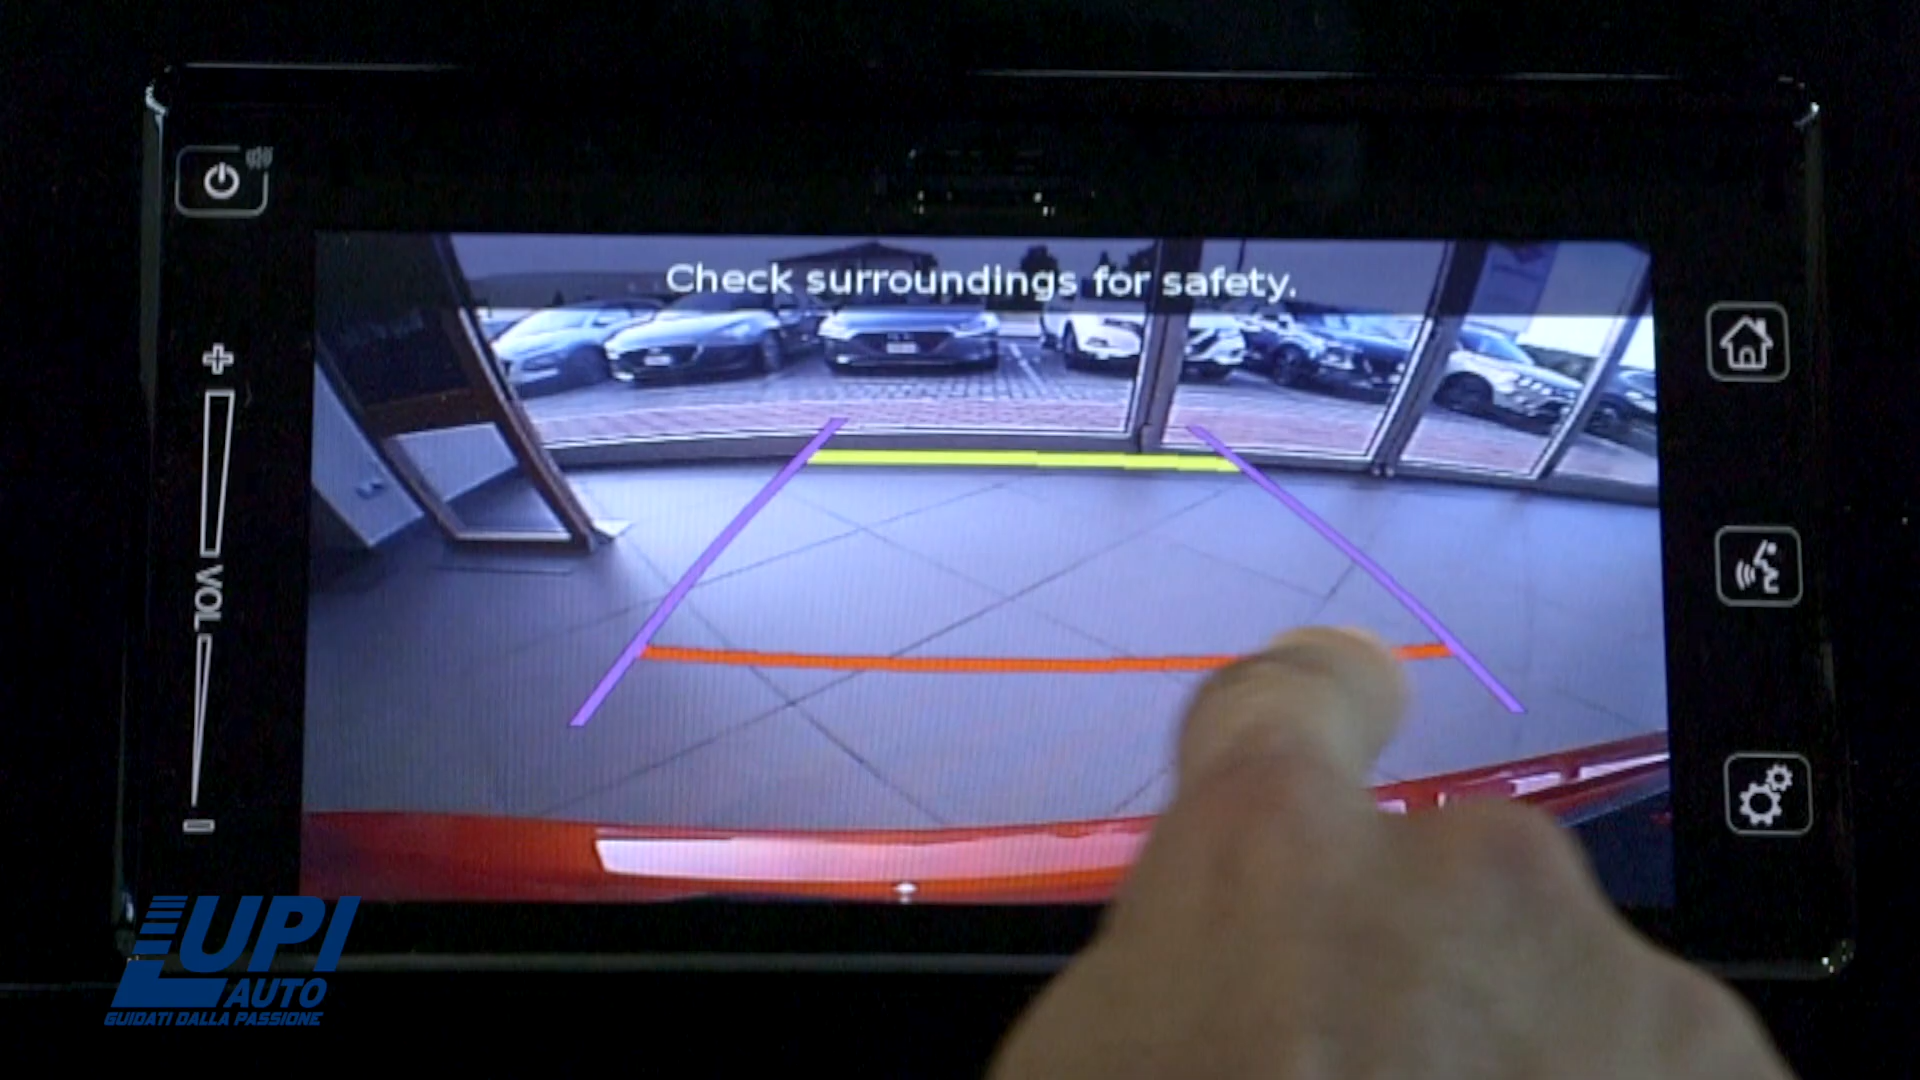 Check surroundings for safety.
VOL
LUPI
AUTO
GUIDATI DALLA PASSIONE